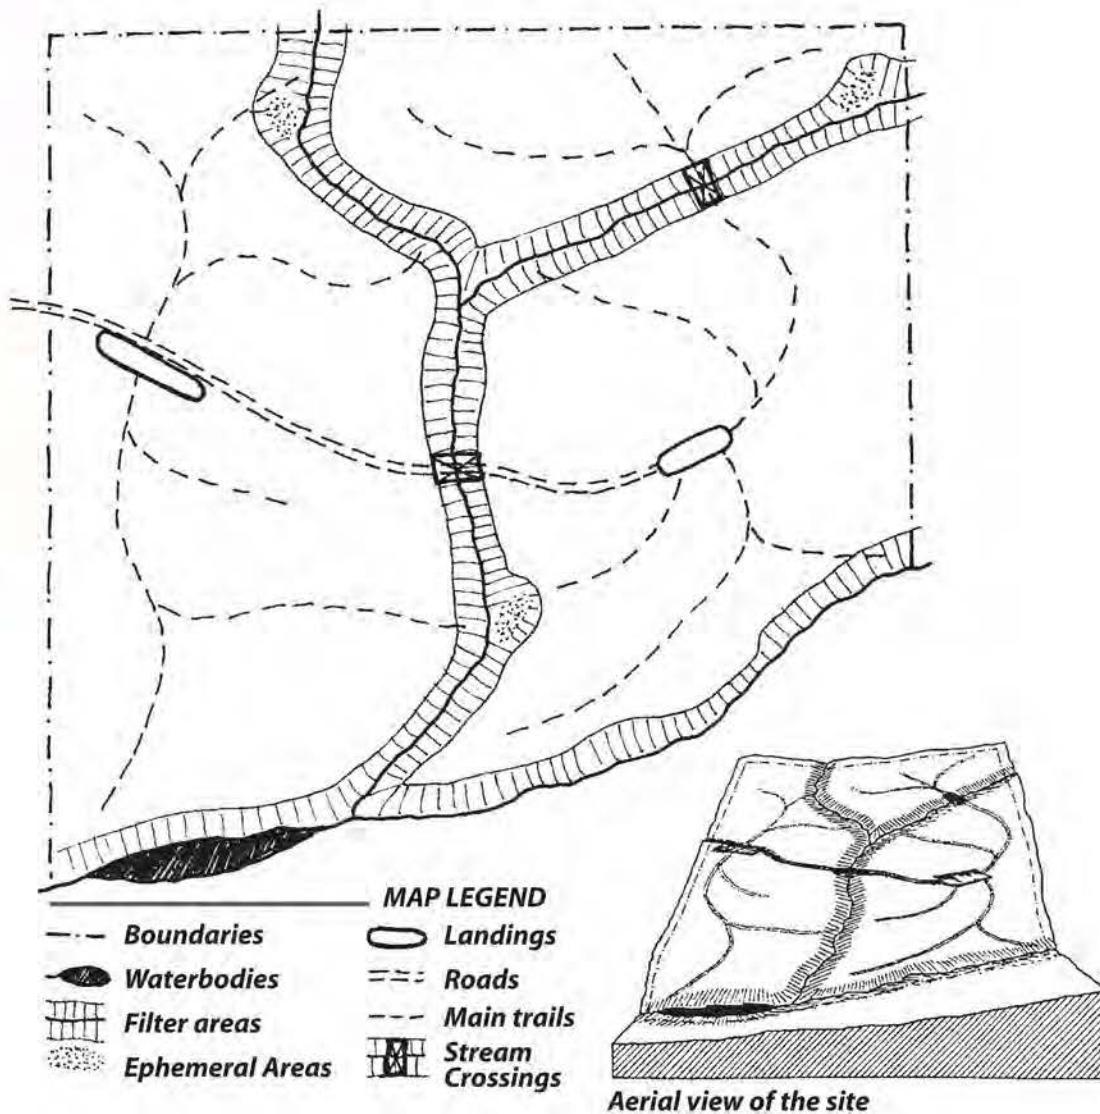 MAP LEGEND
Boundaries
Waterbodies
Filter areas
Ephemeral Areas
Landings
Roads
Main trails
Stream
Crossings
Aerial view of the site